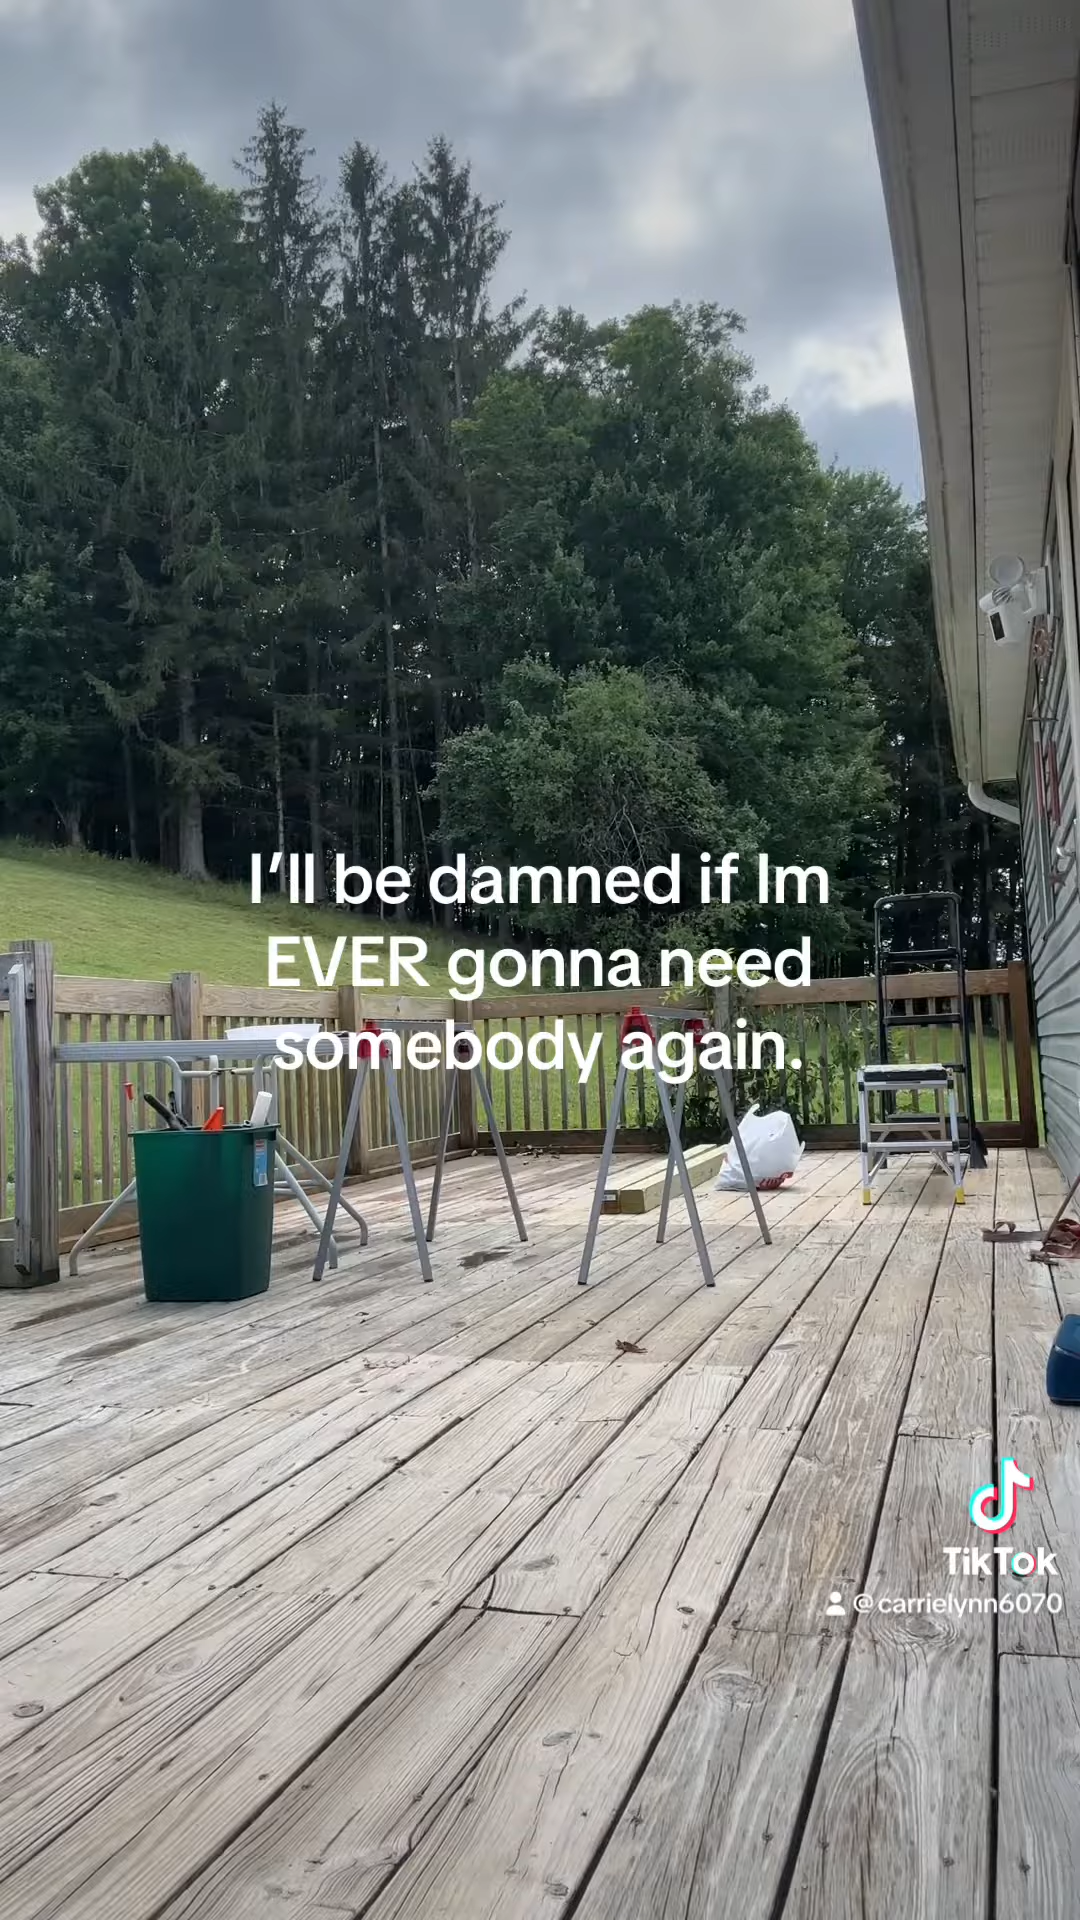 I'll be damned if Im
EVER gonna need
somebody again.
TikTok
@carrielynn6070